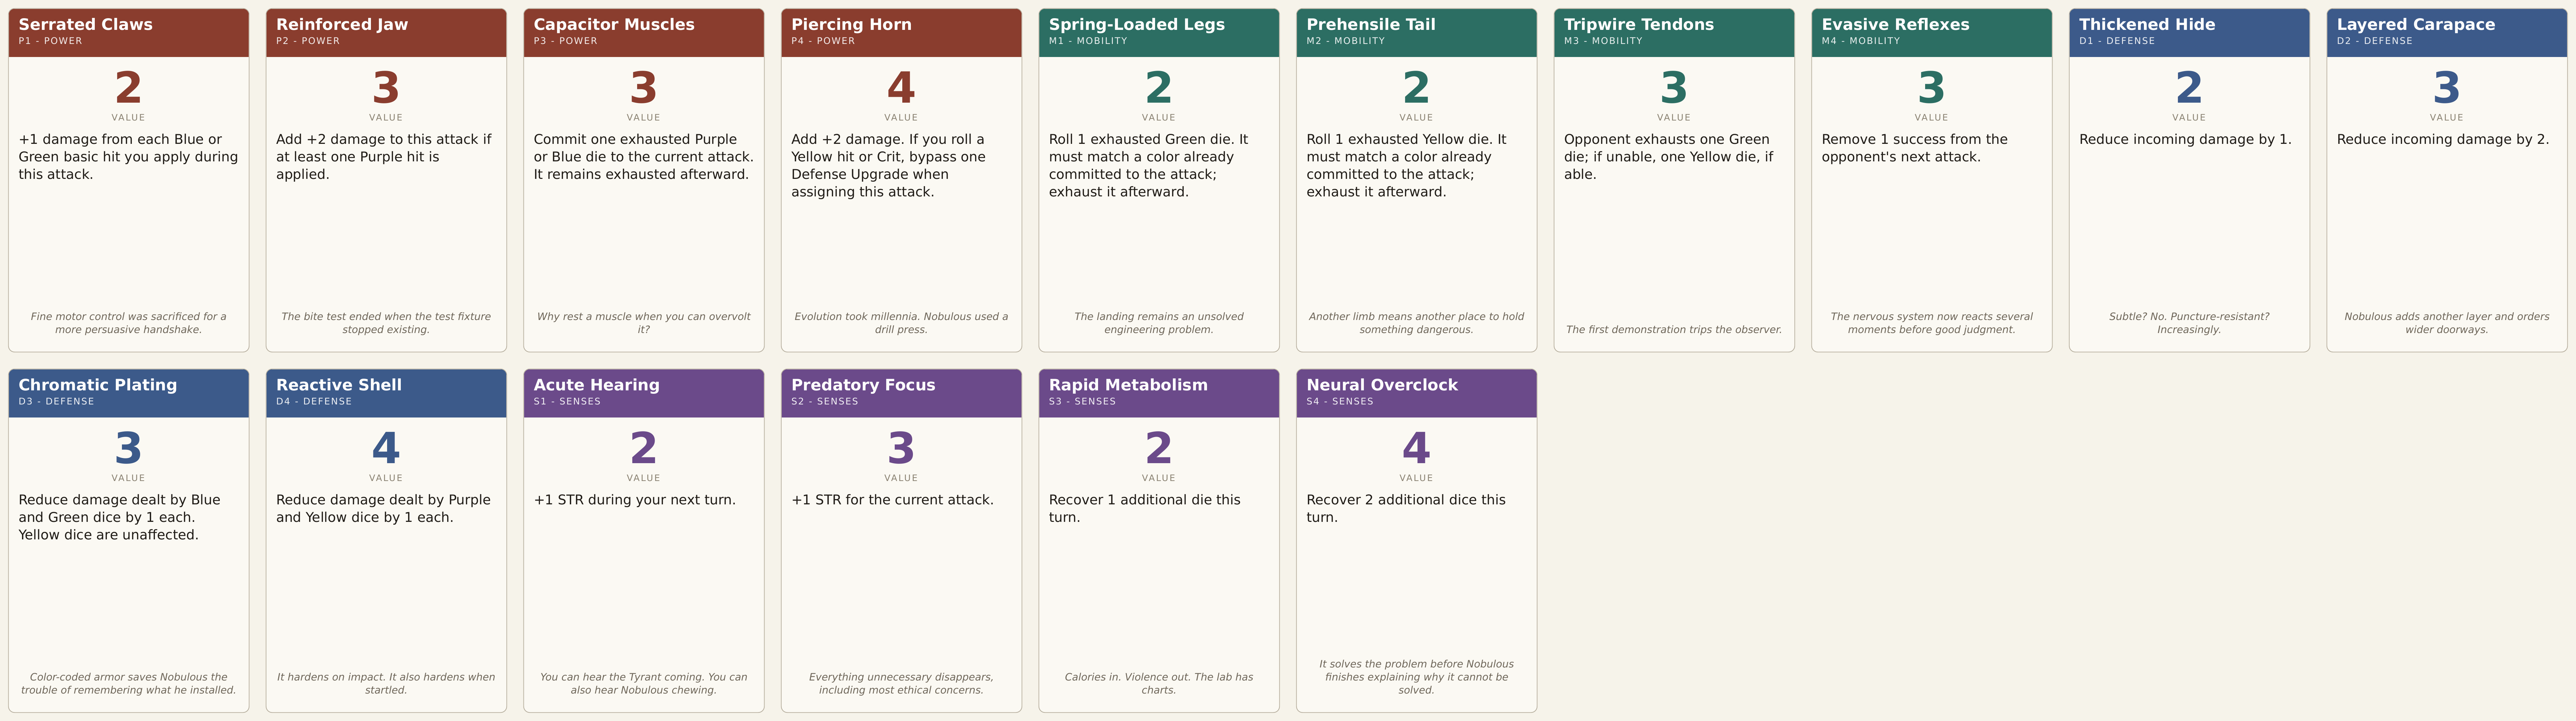 Serrated Claws
P1 - POWER
2
VALUE
+1 damage from each Blue or
Green basic hit you apply during
this attack.
Fine motor control was sacrificed for a
more persuasive handshake.
Reinforced Jaw
P2 - POWER
3
VALUE
Add +2 damage to this attack if
at least one Purple hit is
applied.
The bite test ended when the test fixture
stopped existing.
Capacitor Muscles
P3 - POWER
3
VALUE
Commit one exhausted Purple
or Blue die to the current attack.
It remains exhausted afterward.
Why rest a muscle when you can overvolt
it?
Piercing Horn
P4 - POWER
4
VALUE
Add +2 damage. If you roll a
Yellow hit or Crit, bypass one
Defense Upgrade when
assigning this attack.
Evolution took millennia. Nobulous used a
drill press.
Spring-Loaded Legs
M1 - MOBILITY
2
VALUE
Roll 1 exhausted Green die. It
must match a color already
committed to the attack;
exhaust it afterward.
The landing remains an unsolved
engineering problem.
Prehensile Tail
M2 - MOBILITY
2
VALUE
Roll 1 exhausted Yellow die. It
must match a color already
committed to the attack;
exhaust it afterward.
Another limb means another place to hold
something dangerous.
Tripwire Tendons
M3 - MOBILITY
3
VALUE
Opponent exhausts one Green
die; if unable, one Yellow die, if
able.
The first demonstration trips the observer.
Evasive Reflexes
M4 - MOBILITY
3
VALUE
Remove 1 success from the
opponent's next attack.
The nervous system now reacts several
moments before good judgment.
Thickened Hide
D1 - DEFENSE
2
VALUE
Reduce incoming damage by 1.
Subtle? No. Puncture-resistant?
Increasingly.
Layered Carapace
D2 - DEFENSE
3
VALUE
Reduce incoming damage by 2.
Nobulous adds another layer and orders
wider doorways.
Chromatic Plating
D3 - DEFENSE
3
VALUE
Reduce damage dealt by Blue
and Green dice by 1 each.
Yellow dice are unaffected.
Color-coded armor saves Nobulous the
trouble of remembering what he installed.
Reactive Shell
D4 - DEFENSE
4
VALUE
Reduce damage dealt by Purple
and Yellow dice by 1 each.
It hardens on impact. It also hardens when
startled.
Acute Hearing
S1 - SENSES
2
VALUE
+1 STR during your next turn.
You can hear the Tyrant coming. You can
also hear Nobulous chewing.
Predatory Focus
S2 - SENSES
3
VALUE
+1 STR for the current attack.
Everything unnecessary disappears,
including most ethical concerns.
Rapid Metabolism
S3 - SENSES
2
VALUE
Recover 1 additional die this
turn.
Calories in. Violence out. The lab has
charts.
Neural Overclock
S4 - SENSES
4
VALUE
Recover 2 additional dice this
turn.
It solves the problem before Nobulous
finishes explaining why it cannot be
solved.